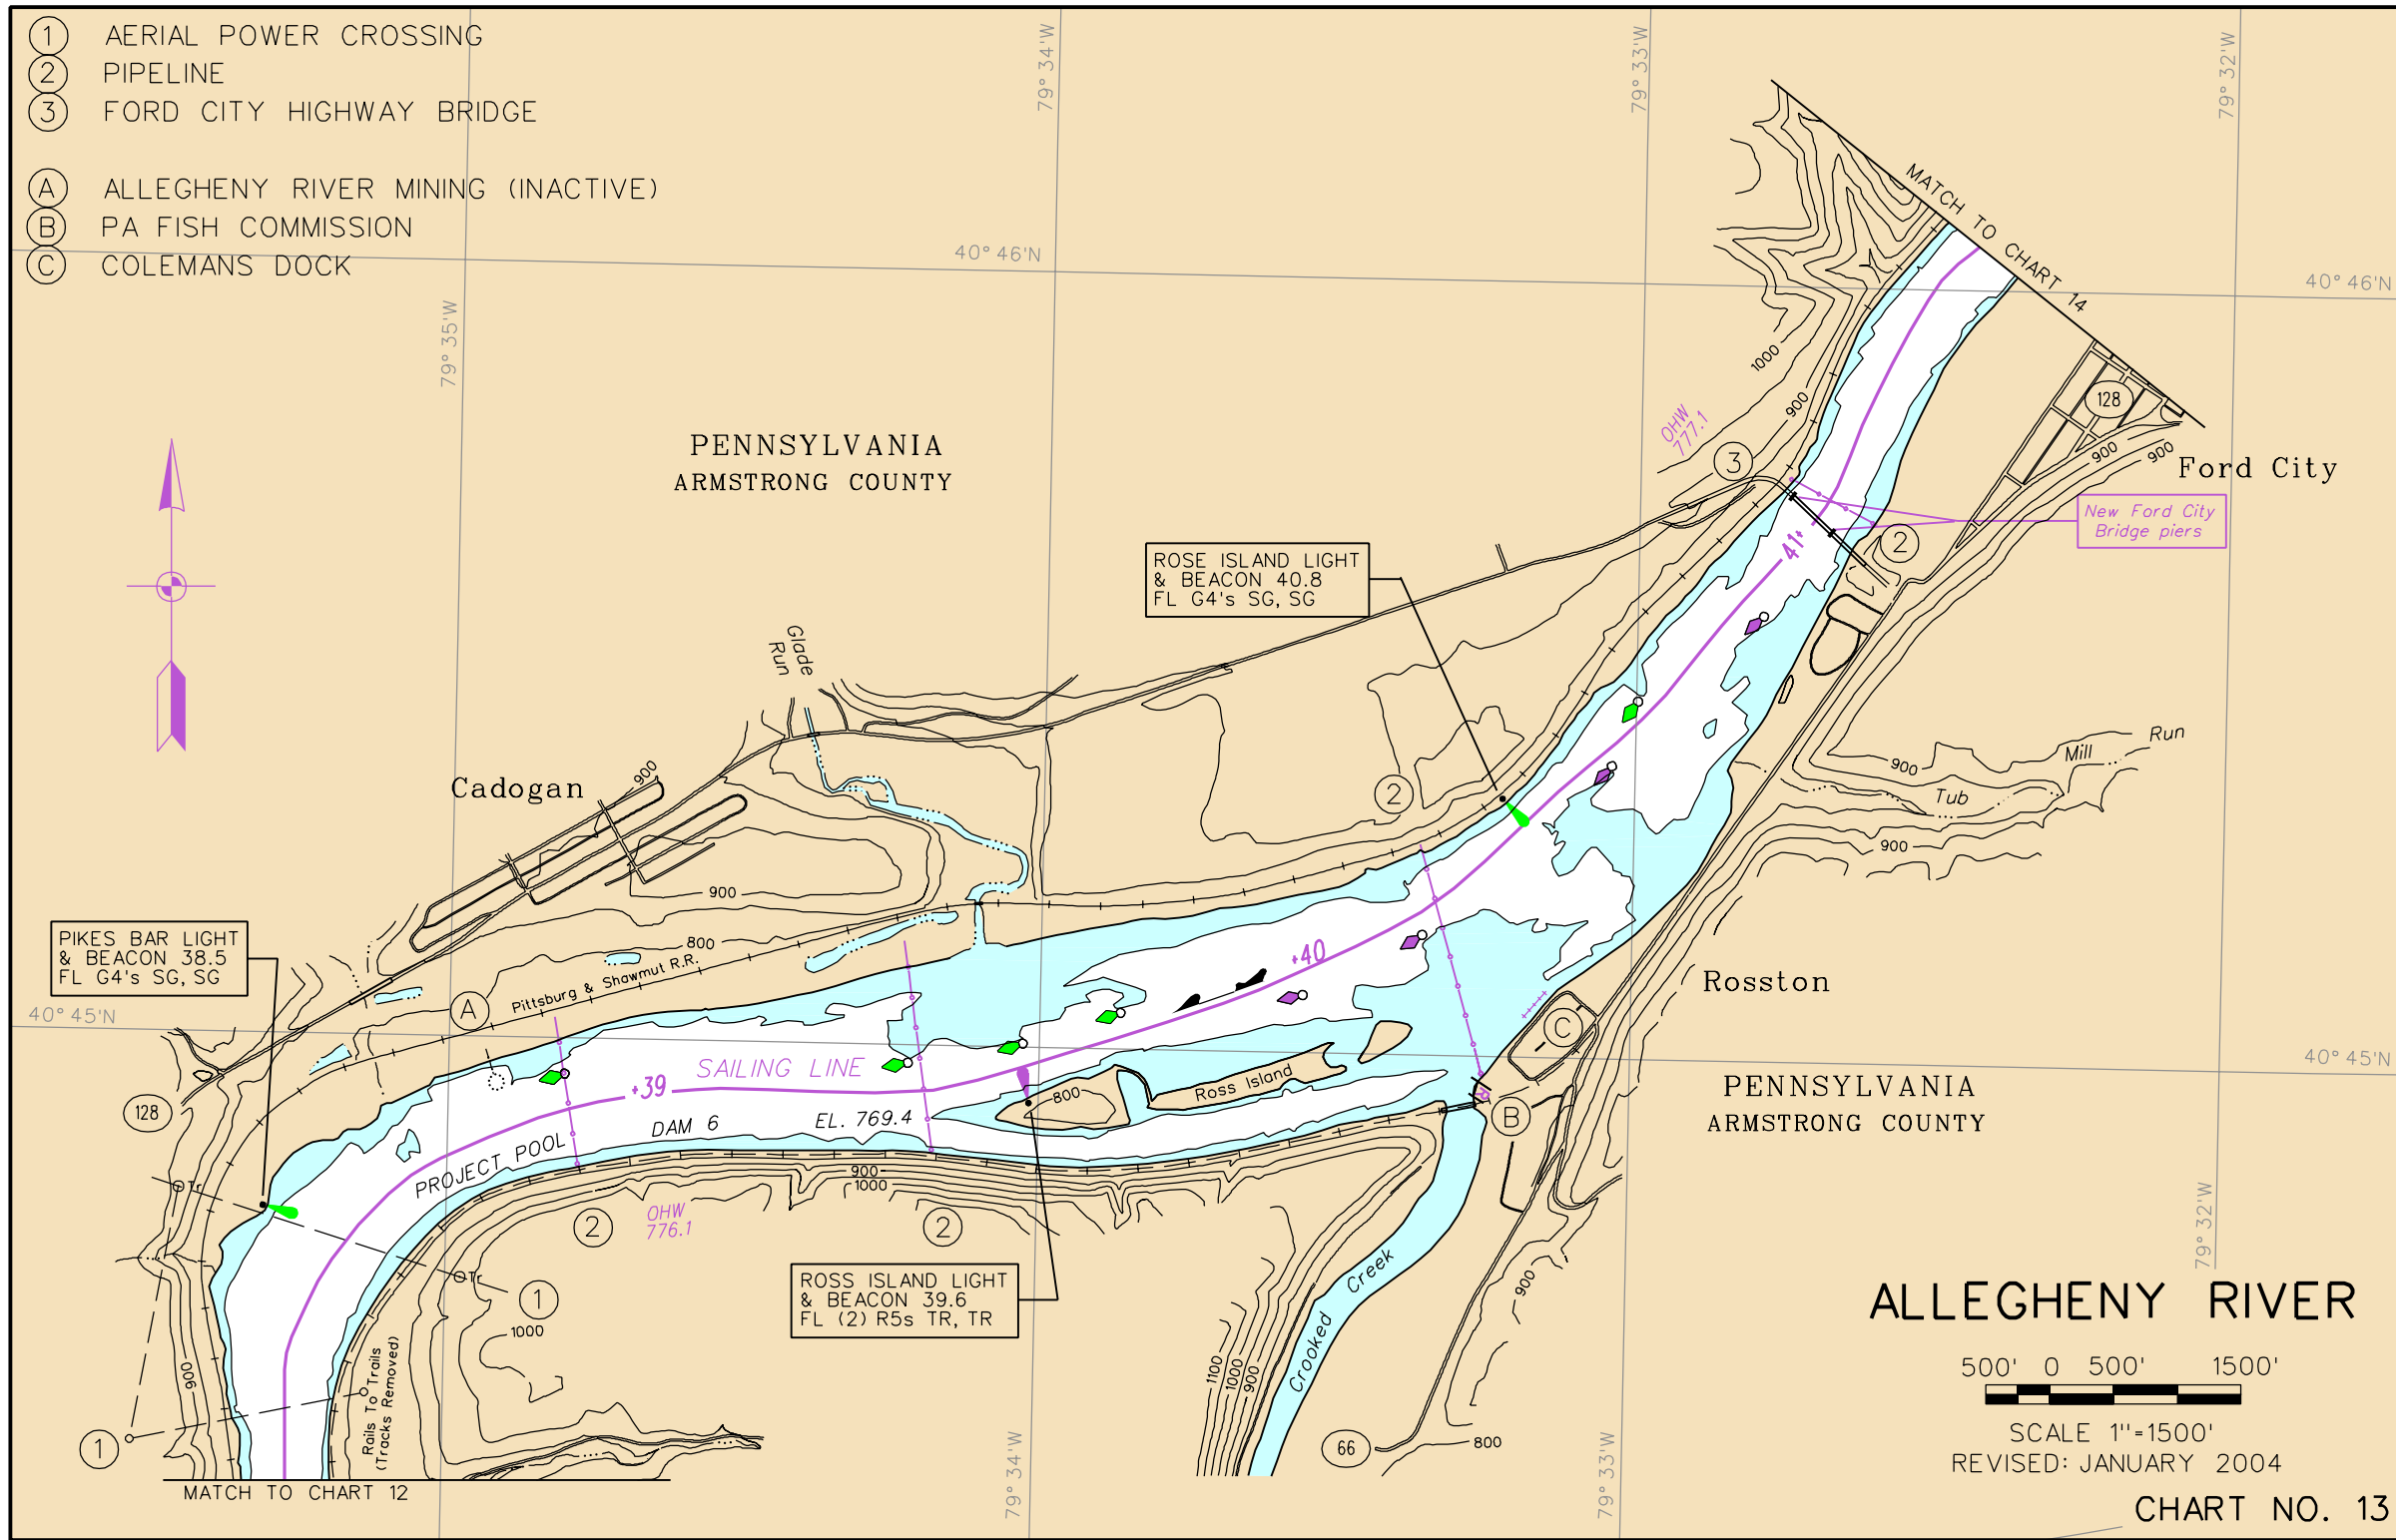 1 AERIAL POWER CROSSING
2 PIPELINE
3 FORD CITY HIGHWAY BRIDGE
A ALLEGHENY RIVER MINING (INACTIVE)
B PA FISH COMMISSION
C COLEMANS DOCK
79° 34'W
79° 33'W
79° 32'W
40° 46'N
40° 46'N
79° 35'W
MATCH TO CHART 14
1000
900
OHW
777.1
3
128
900
900
Ford City
New Ford City
Bridge piers
PENNSYLVANIA
ARMSTRONG COUNTY
ROSE ISLAND LIGHT
& BEACON 40.8
FL G4's SG, SG
41+
2
Glade
Run
Cadogan
900
2
900
Mill
Run
Tub
900
900
PIKES BAR LIGHT
& BEACON 38.5
FL G4's SG, SG
800
Pittsburg & Shawmut R.R.
A
+40
Rosston
40° 45'N
C
40° 45'N
SAILING LINE
+39
800
Ross Island
PENNSYLVANIA
ARMSTRONG COUNTY
128
B
PROJECT POOL
DAM 6
EL. 769.4
Tr
900
1000
2
OHW
776.1
2
Tr
1
1000
ROSS ISLAND LIGHT
& BEACON 39.6
FL (2) R5s TR, TR
Crooked Creek
900
79° 32'W
ALLEGHENY RIVER
500' 0 500' 1500'
SCALE 1"=1500'
REVISED: JANUARY 2004
900
Rails To Trails
(Tracks Removed)
1100
1000
900
1
66
800
79° 34'W
79° 33'W
MATCH TO CHART 12
CHART NO. 13